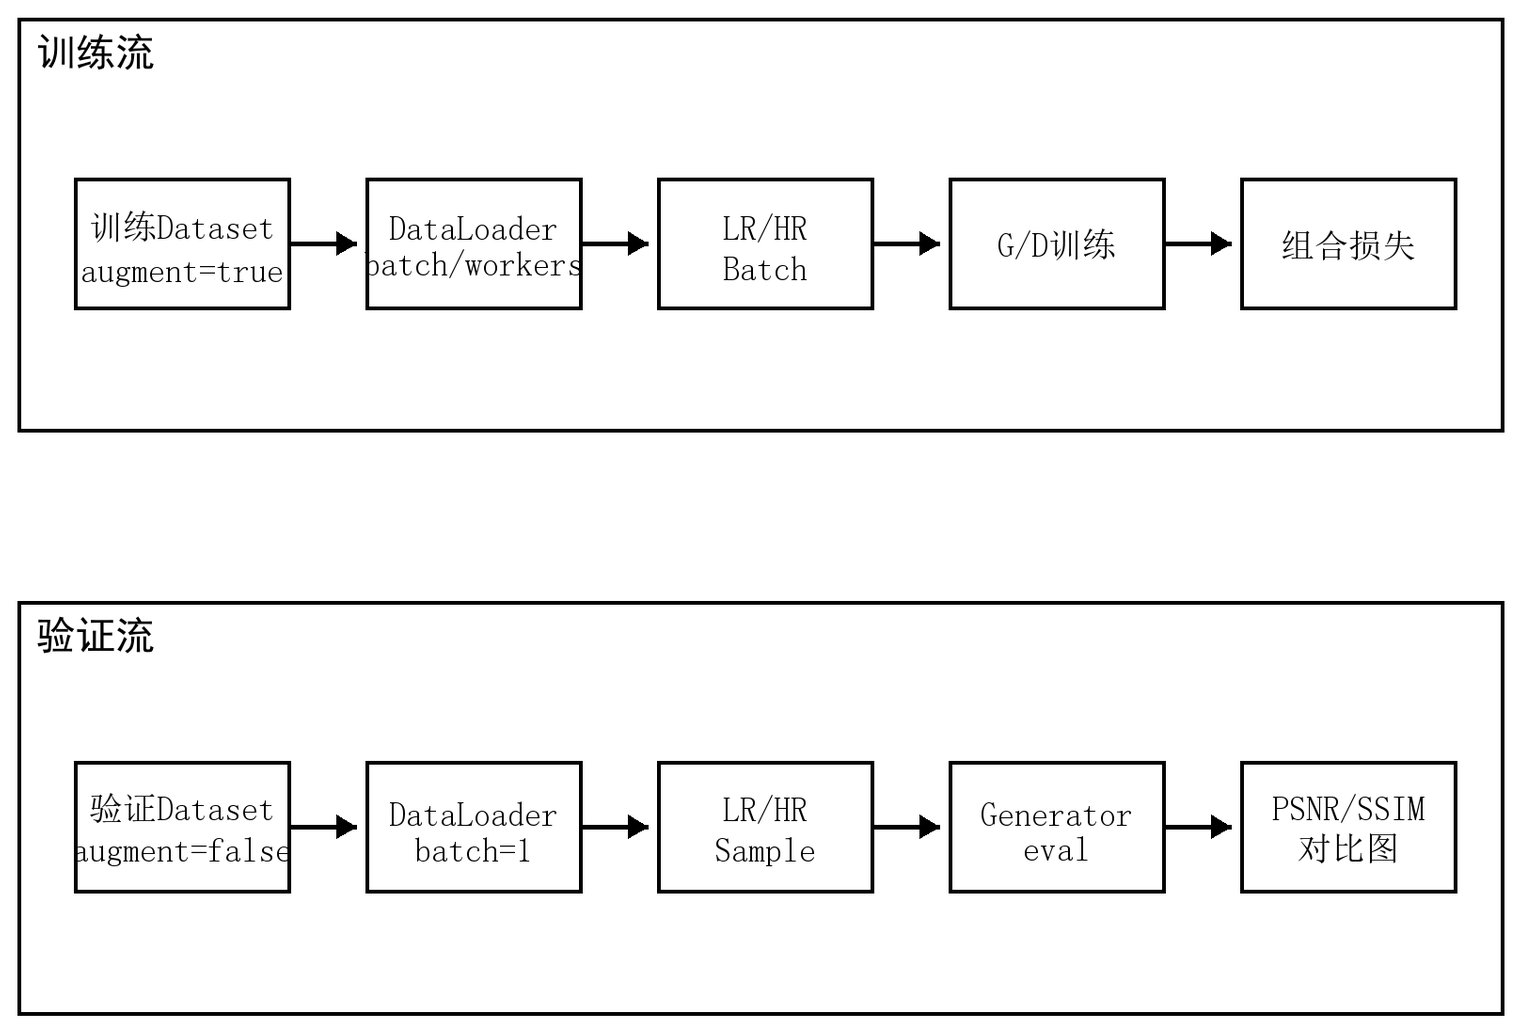 训练流
训练Dataset
augment=true
DataLoader
batch/workers
LR/HR
Batch
G/D训练
组合损失
验证流
验证Dataset
augment=false
DataLoader
batch=1
LR/HR
Sample
Generator
eval
PSNR/SSIM
对比图